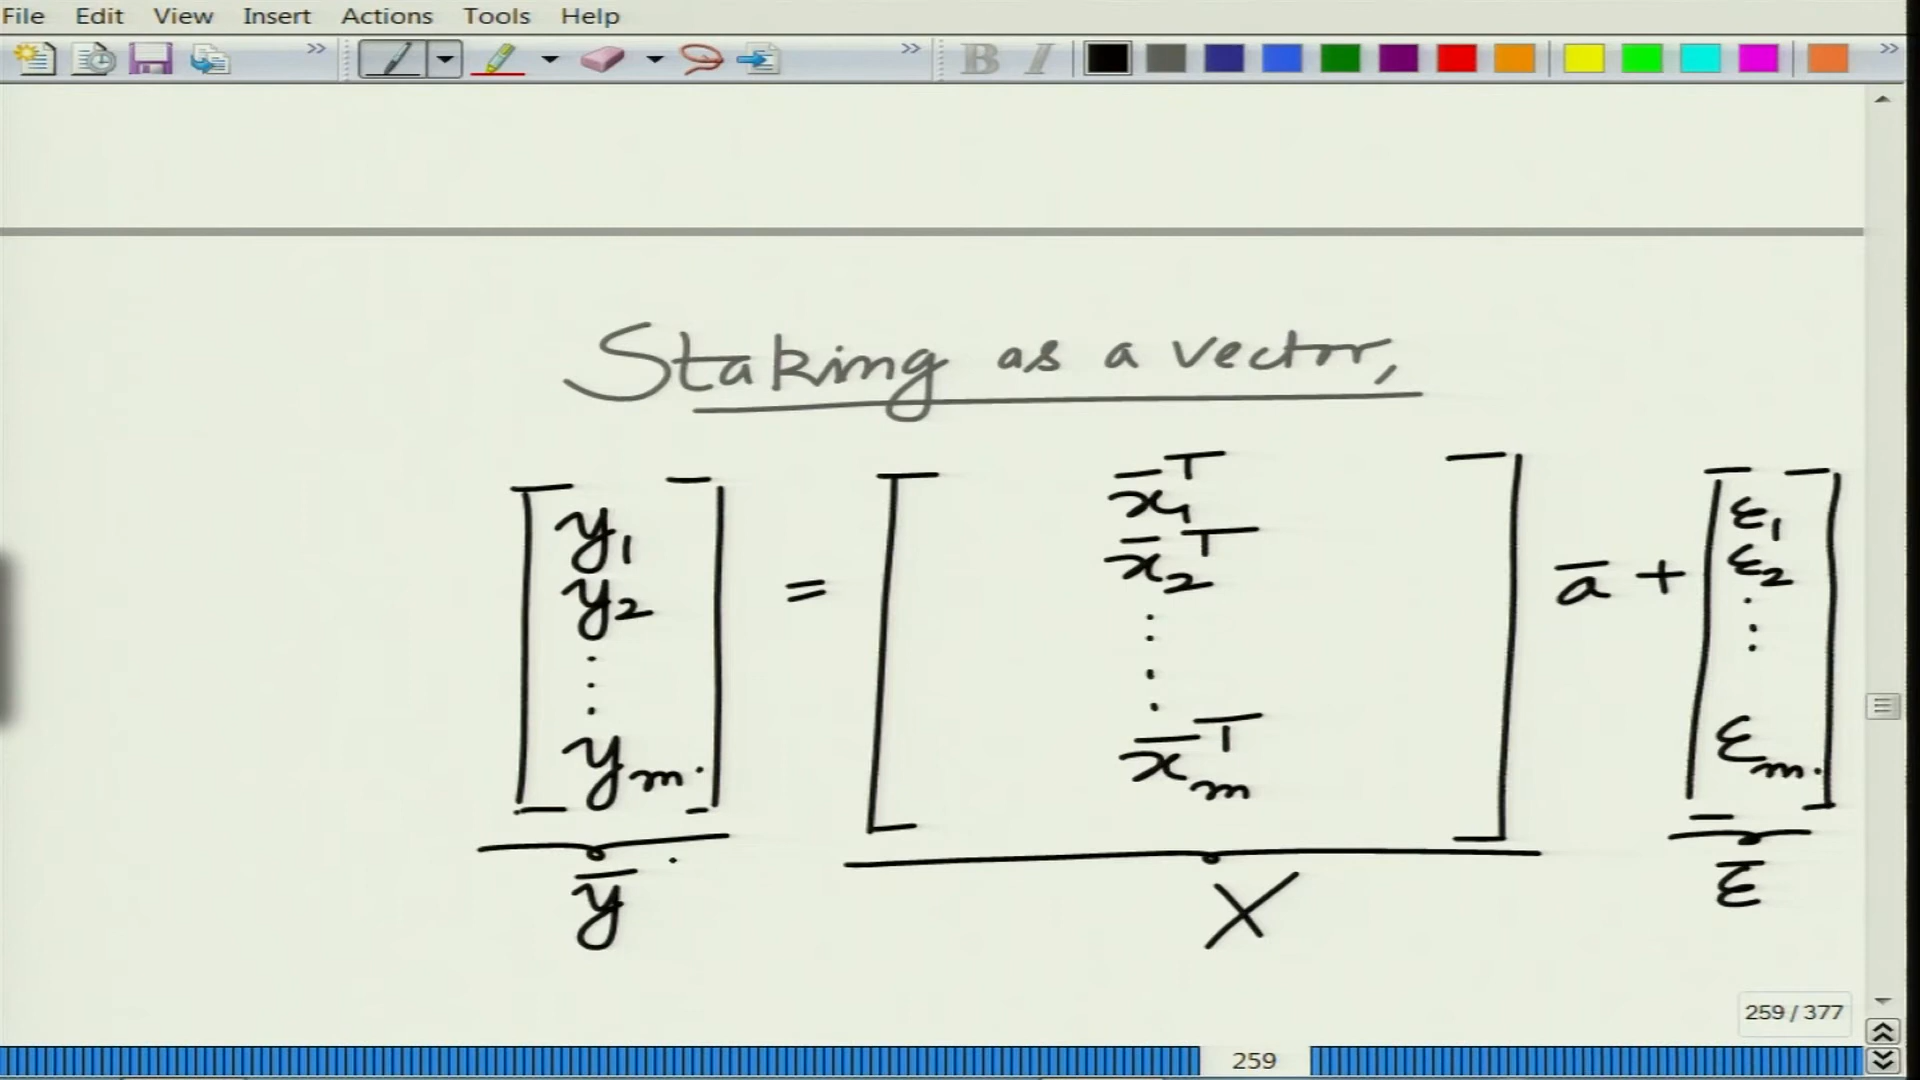 File Edit View Insert Actions Tools Help
B I
Staking as a vector,
[y₁ y₂ ⋮ yₘ.] = [x̄₁ᵀ x̄₂ᵀ ⋮ x̄ₘᵀ] ā + [ε₁ ε₂ ⋮ εₘ.]
ȳ X ε̄
259 / 377
259